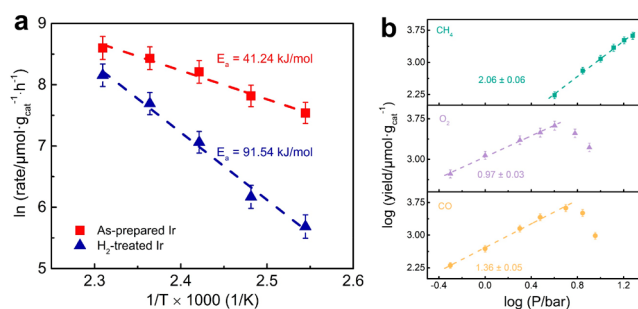 a
9
8
7
6
5
2.3
2.4
2.5
2.6
ln (rate/μmol·g_cat⁻¹·h⁻¹)
1/T × 1000 (1/K)
Eₐ = 41.24 kJ/mol
Eₐ = 91.54 kJ/mol
As-prepared Ir
H₂-treated Ir
b
log (yield/μmol·g_cat⁻¹)
CH₄
3.75
3.00
2.25
2.06 ± 0.06
O₂
3.75
3.00
0.97 ± 0.03
CO
3.75
3.00
2.25
1.36 ± 0.05
-0.4
0.0
0.4
0.8
1.2
log (P/bar)